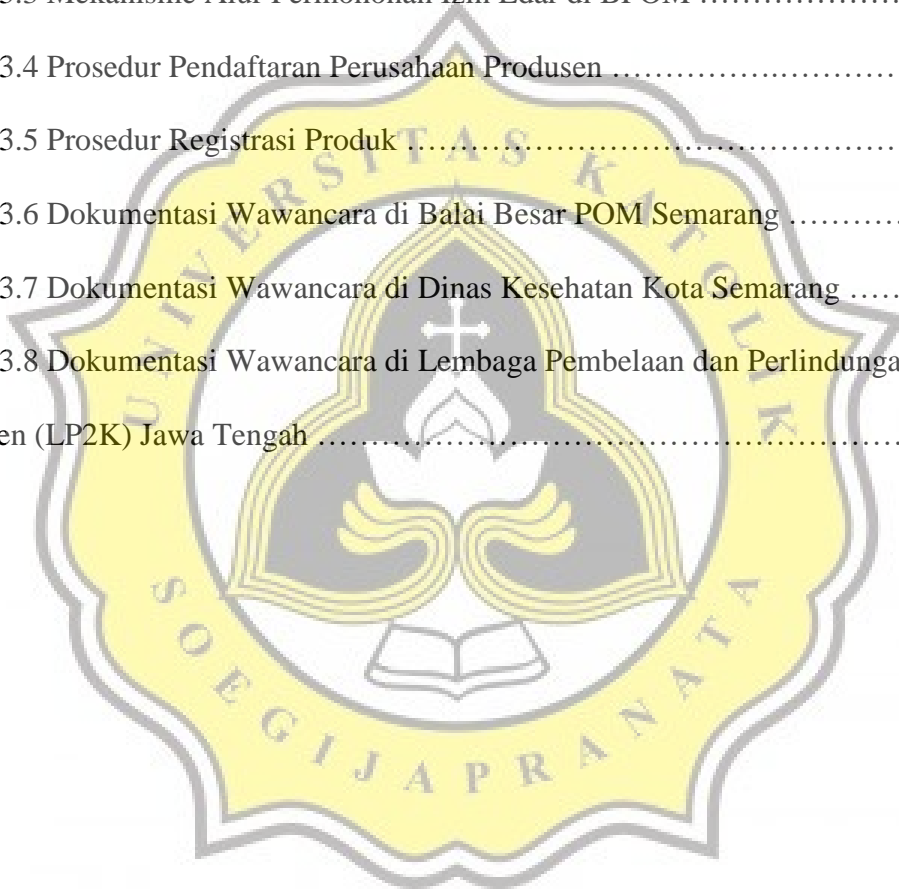 3.3 Mekanisme Alur Permohonan Izin Edar di BPOM …………………
3.4 Prosedur Pendaftaran Perusahaan Produsen …………………………
3.5 Prosedur Registrasi Produk ……………………………………………
3.6 Dokumentasi Wawancara di Balai Besar POM Semarang …………
3.7 Dokumentasi Wawancara di Dinas Kesehatan Kota Semarang ……
3.8 Dokumentasi Wawancara di Lembaga Pembelaan dan Perlindunga
en (LP2K) Jawa Tengah …………………………………………………
UNIVERSITAS KATOLIK
SOEGIJAPRANATA